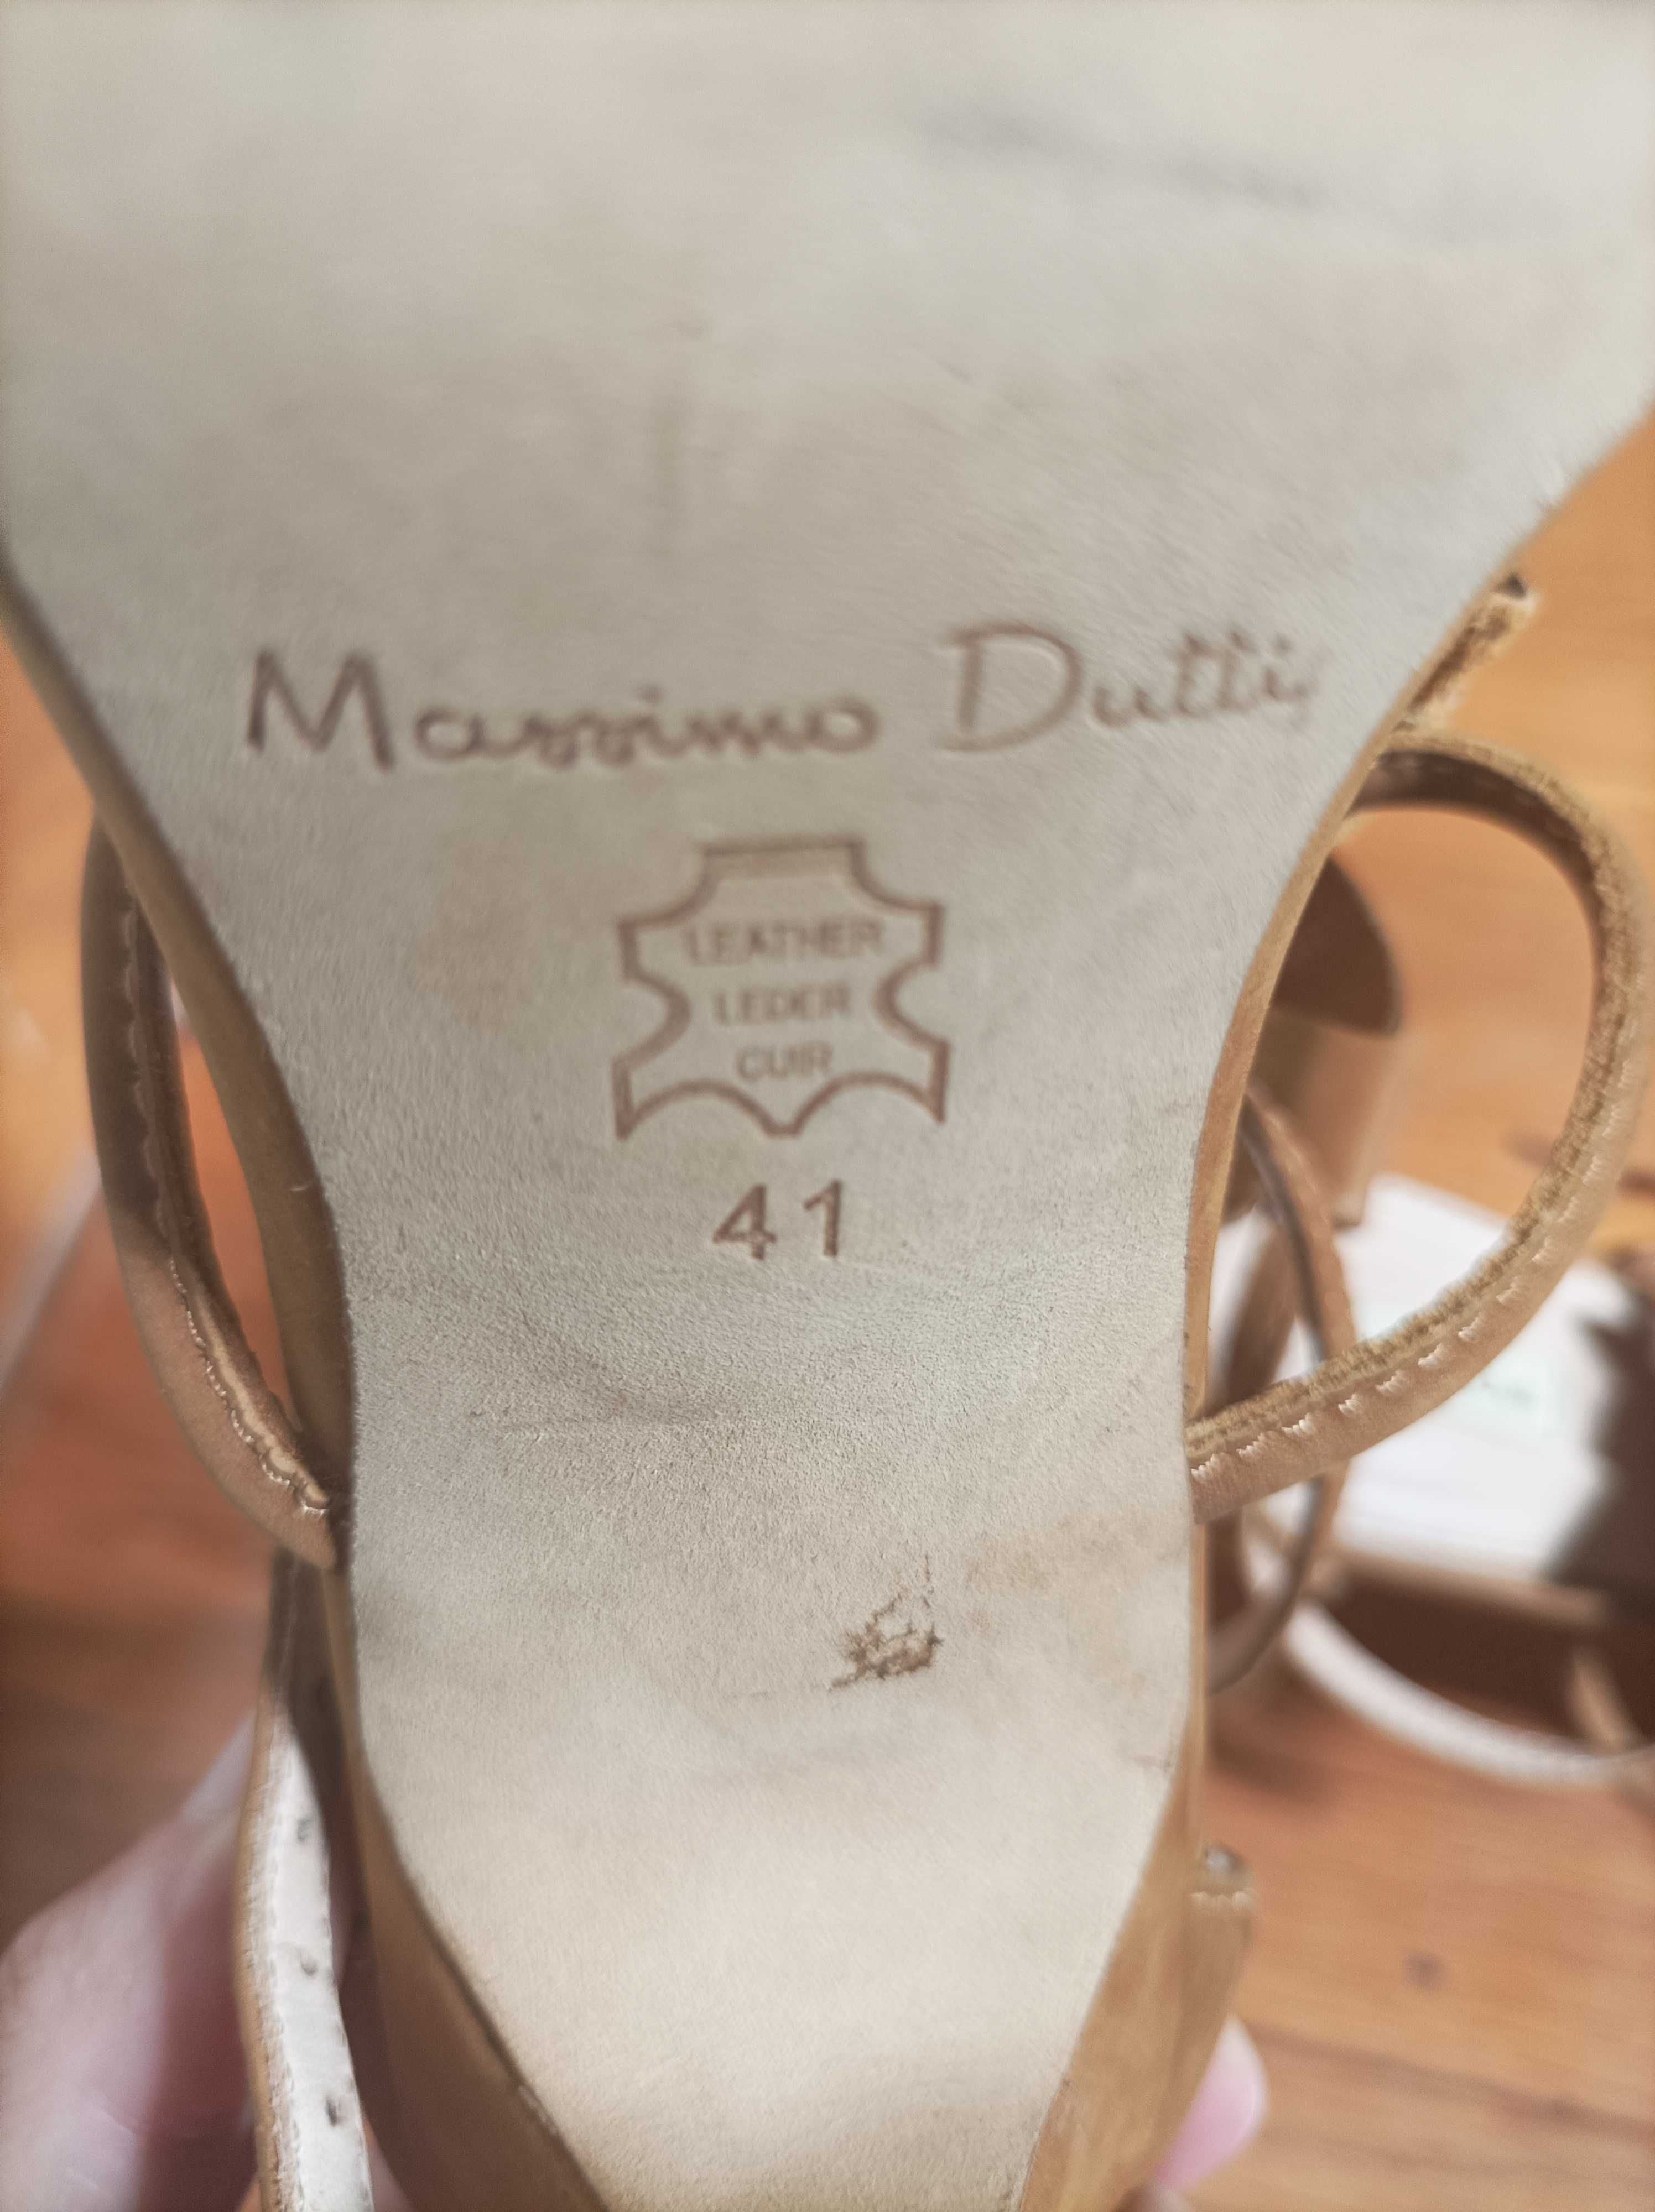 Massimo Dutti
LEATHER
LEDER
CUIR
41